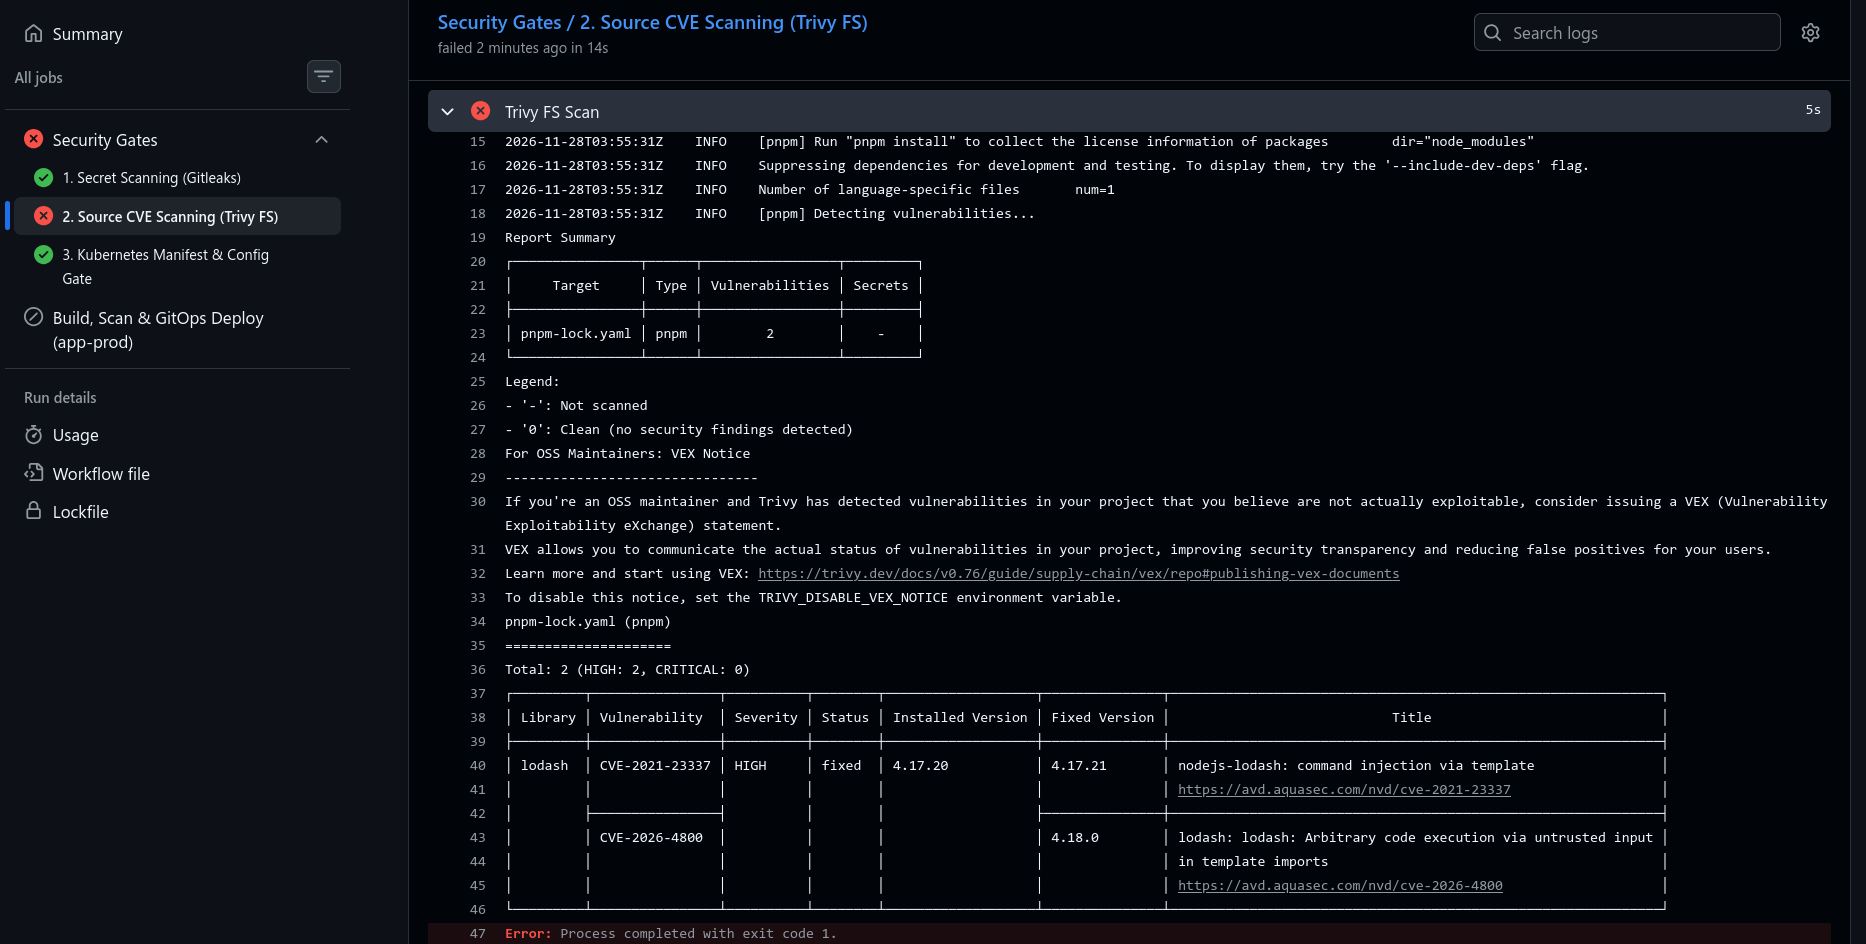 Summary
All jobs
Security Gates
1. Secret Scanning (Gitleaks)
2. Source CVE Scanning (Trivy FS)
3. Kubernetes Manifest & Config
Gate
Build, Scan & GitOps Deploy
(app-prod)
Run details
Usage
Workflow file
Lockfile
Security Gates / 2. Source CVE Scanning (Trivy FS)
failed 2 minutes ago in 14s
Search logs
Trivy FS Scan 5s
15 2026-11-28T03:55:31Z INFO [pnpm] Run "pnpm install" to collect the license information of packages dir="node_modules"
16 2026-11-28T03:55:31Z INFO Suppressing dependencies for development and testing. To display them, try the '--include-dev-deps' flag.
17 2026-11-28T03:55:31Z INFO Number of language-specific files num=1
18 2026-11-28T03:55:31Z INFO [pnpm] Detecting vulnerabilities...
19 Report Summary
20
21 │ Target │ Type │ Vulnerabilities │ Secrets │
22
23 │ pnpm-lock.yaml │ pnpm │ 2 │ - │
24
25 Legend:
26 - '-': Not scanned
27 - '0': Clean (no security findings detected)
28 For OSS Maintainers: VEX Notice
29 --------------------------------
30 If you're an OSS maintainer and Trivy has detected vulnerabilities in your project that you believe are not actually exploitable, consider issuing a VEX (Vulnerability
Exploitability eXchange) statement.
31 VEX allows you to communicate the actual status of vulnerabilities in your project, improving security transparency and reducing false positives for your users.
32 Learn more and start using VEX: https://trivy.dev/docs/v0.76/guide/supply-chain/vex/repo#publishing-vex-documents
33 To disable this notice, set the TRIVY_DISABLE_VEX_NOTICE environment variable.
34 pnpm-lock.yaml (pnpm)
35 =====================
36 Total: 2 (HIGH: 2, CRITICAL: 0)
37
38 │ Library │ Vulnerability │ Severity │ Status │ Installed Version │ Fixed Version │ Title │
39
40 │ lodash │ CVE-2021-23337 │ HIGH │ fixed │ 4.17.20 │ 4.17.21 │ nodejs-lodash: command injection via template │
41 │ │ │ │ │ │ │ https://avd.aquasec.com/nvd/cve-2021-23337 │
42
43 │ │ CVE-2026-4800 │ │ │ │ 4.18.0 │ lodash: lodash: Arbitrary code execution via untrusted input │
44 │ │ │ │ │ │ │ in template imports │
45 │ │ │ │ │ │ │ https://avd.aquasec.com/nvd/cve-2026-4800 │
46
47 Error: Process completed with exit code 1.